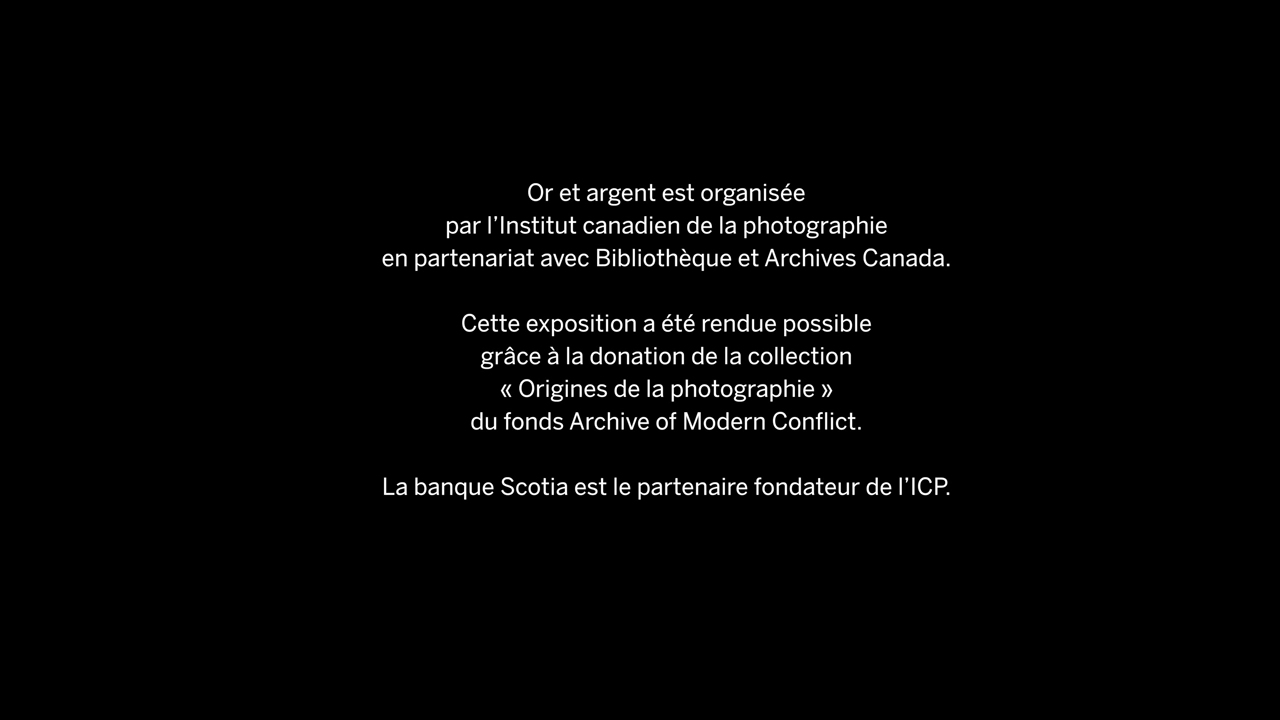 Or et argent est organisée
par l’Institut canadien de la photographie
en partenariat avec Bibliothèque et Archives Canada.
Cette exposition a été rendue possible
grâce à la donation de la collection
« Origines de la photographie »
du fonds Archive of Modern Conflict.
La banque Scotia est le partenaire fondateur de l’ICP.